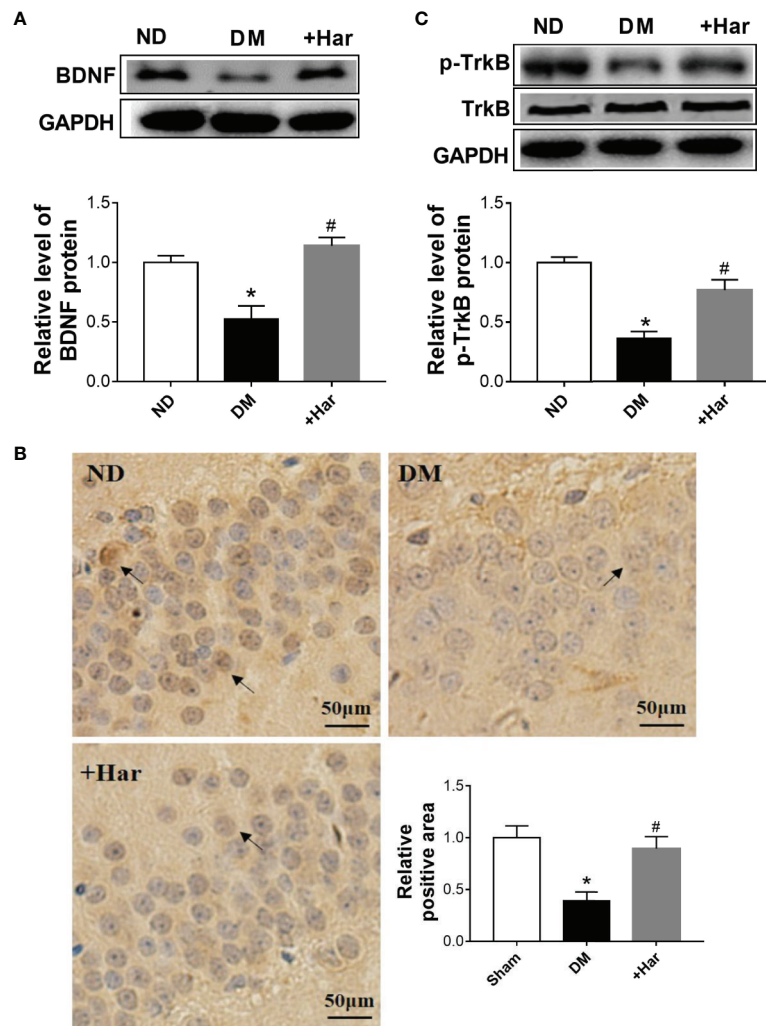 A
ND DM +Har
BDNF
GAPDH
Relative level of
BDNF protein
1.5
1.0
0.5
0.0
*
#
ND DM +Har
C
ND DM +Har
p-TrkB
TrkB
GAPDH
Relative level of
p-TrkB protein
1.5
1.0
0.5
0.0
*
#
ND DM +Har
B
ND
50μm
DM
50μm
+Har
50μm
Relative
positive area
1.5
1.0
0.5
0.0
*
#
Sham DM +Har